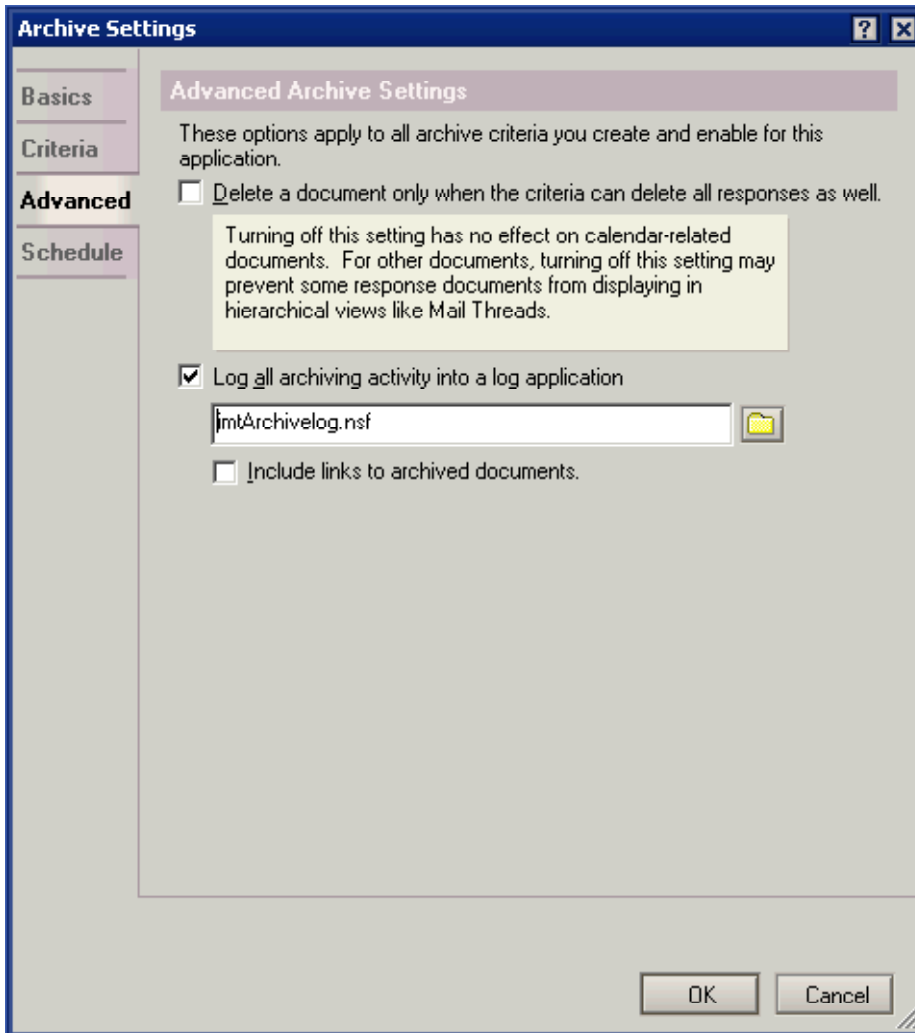 Archive Settings
Basics
Criteria
Advanced
Schedule
Advanced Archive Settings
These options apply to all archive criteria you create and enable for this
application.
Delete a document only when the criteria can delete all responses as well.
Turning off this setting has no effect on calendar-related
documents. For other documents, turning off this setting may
prevent some response documents from displaying in
hierarchical views like Mail Threads.
Log all archiving activity into a log application
imtArchivelog.nsf
Include links to archived documents.
OK
Cancel